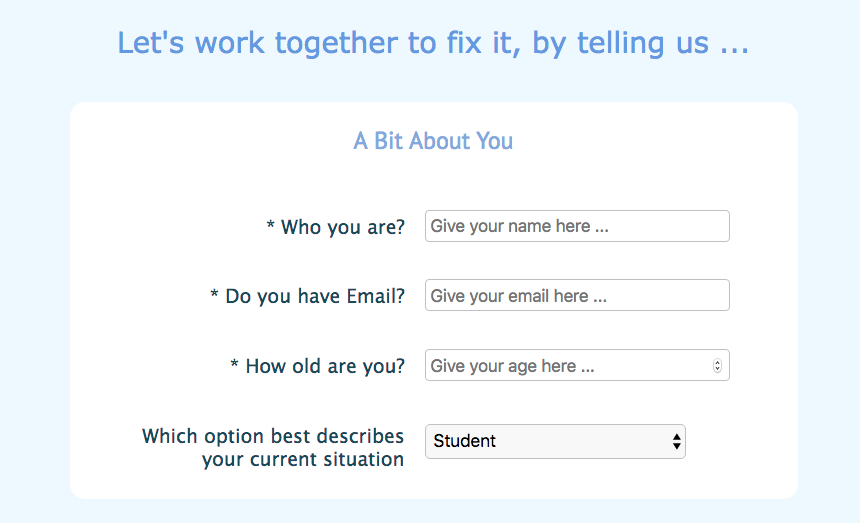 Let's work together to fix it, by telling us ...
A Bit About You
* Who you are?
Give your name here ...
* Do you have Email?
Give your email here ...
* How old are you?
Give your age here ...
Which option best describes
your current situation
Student